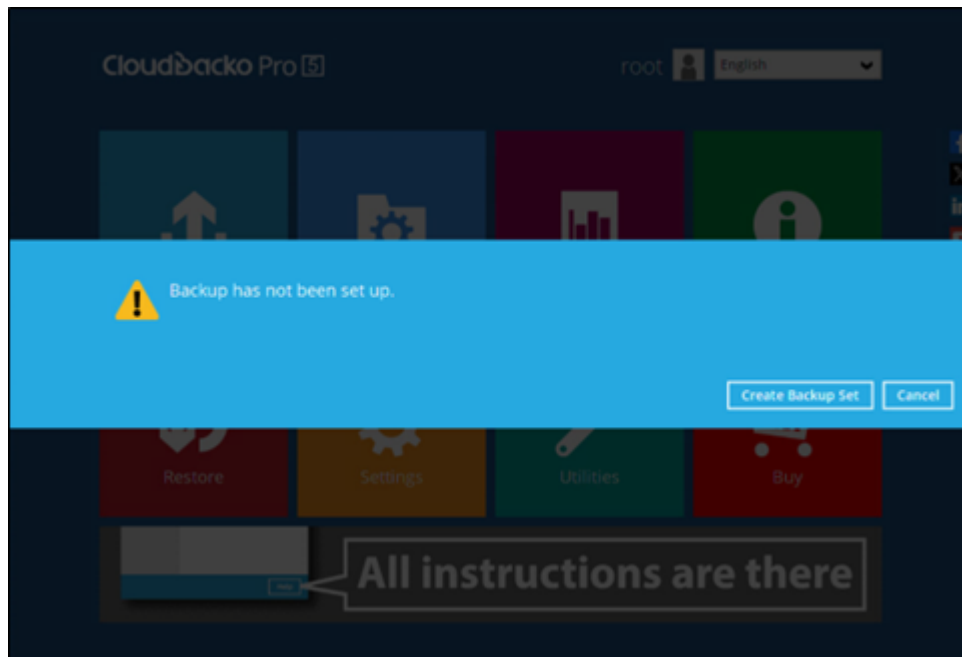 Cloudbacko Pro 5
root
English
Backup has not been set up.
Create Backup Set
Cancel
Restore
Settings
Utilities
Buy
All instructions are there